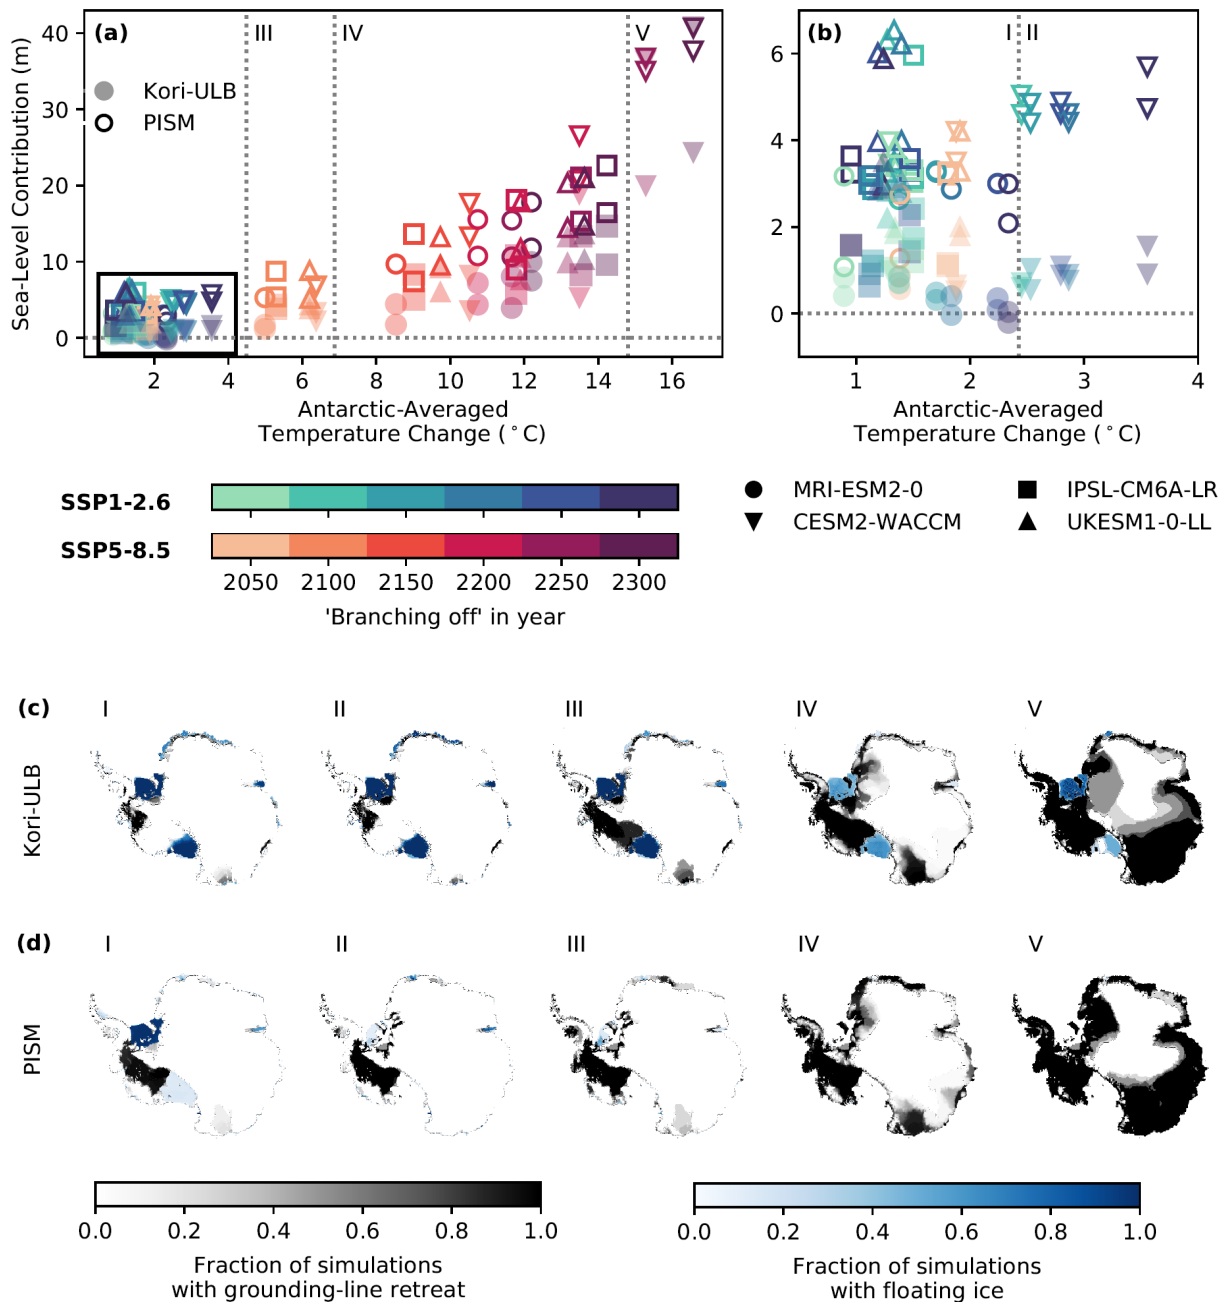 (a)
III
IV
V
Kori-ULB
PISM
Sea-Level Contribution (m)
40
30
20
10
0
2
4
6
8
10
12
14
16
Antarctic-Averaged
Temperature Change (°C)
(b)
I
II
6
4
2
0
1
2
3
4
Antarctic-Averaged
Temperature Change (°C)
SSP1-2.6
SSP5-8.5
2050 2100 2150 2200 2250 2300
'Branching off' in year
MRI-ESM2-0
IPSL-CM6A-LR
CESM2-WACCM
UKESM1-0-LL
(c)
I
II
III
IV
V
Kori-ULB
(d)
I
II
III
IV
V
PISM
0.0 0.2 0.4 0.6 0.8 1.0
Fraction of simulations
with grounding-line retreat
0.0 0.2 0.4 0.6 0.8 1.0
Fraction of simulations
with floating ice